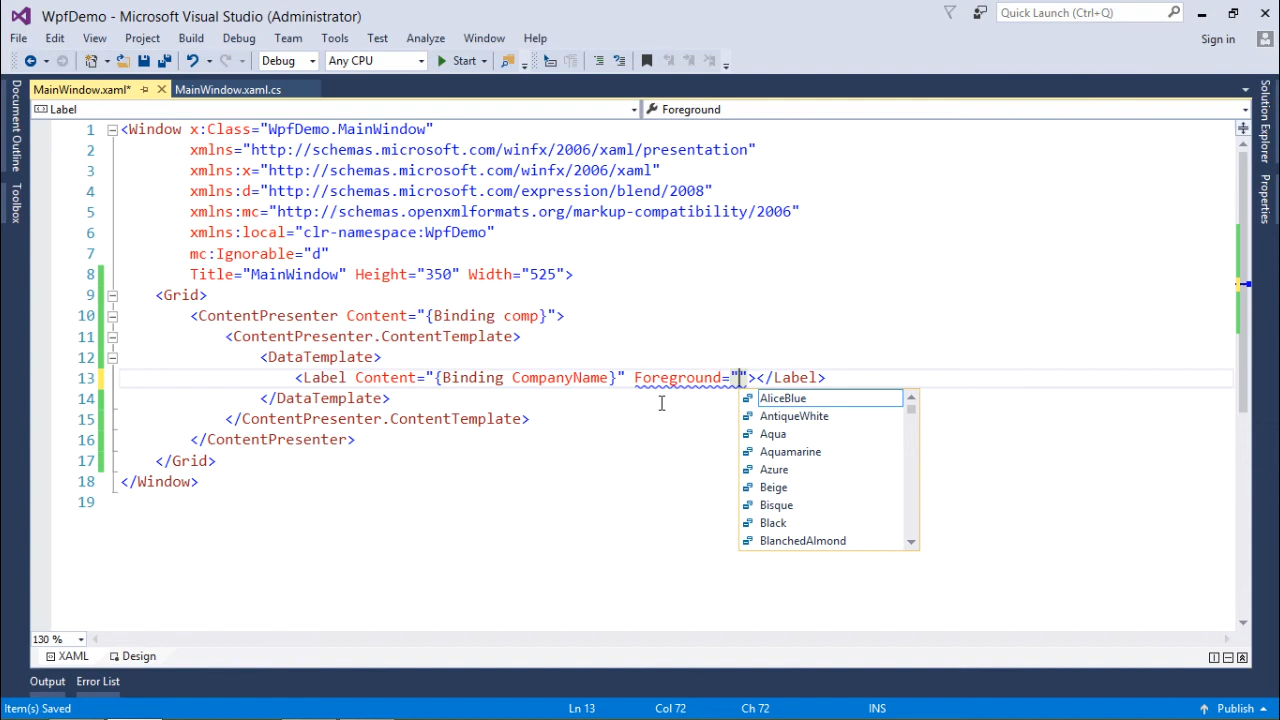 WpfDemo - Microsoft Visual Studio (Administrator)
Quick Launch (Ctrl+Q)
File Edit View Project Build Debug Team Tools Test Analyze Window Help
Sign in
Debug Any CPU Start
MainWindow.xaml* MainWindow.xaml.cs
Label Foreground
Document Outline
Toolbox
Solution Explorer
Properties
1 <Window x:Class="WpfDemo.MainWindow"
2 xmlns="http://schemas.microsoft.com/winfx/2006/xaml/presentation"
3 xmlns:x="http://schemas.microsoft.com/winfx/2006/xaml"
4 xmlns:d="http://schemas.microsoft.com/expression/blend/2008"
5 xmlns:mc="http://schemas.openxmlformats.org/markup-compatibility/2006"
6 xmlns:local="clr-namespace:WpfDemo"
7 mc:Ignorable="d"
8 Title="MainWindow" Height="350" Width="525">
9 <Grid>
10 <ContentPresenter Content="{Binding comp}">
11 <ContentPresenter.ContentTemplate>
12 <DataTemplate>
13 <Label Content="{Binding CompanyName}" Foreground=""></Label>
14 </DataTemplate>
15 </ContentPresenter.ContentTemplate>
16 </ContentPresenter>
17 </Grid>
18 </Window>
19
AliceBlue
AntiqueWhite
Aqua
Aquamarine
Azure
Beige
Bisque
Black
BlanchedAlmond
130 %
XAML Design
Output Error List
Item(s) Saved Ln 13 Col 72 Ch 72 INS Publish